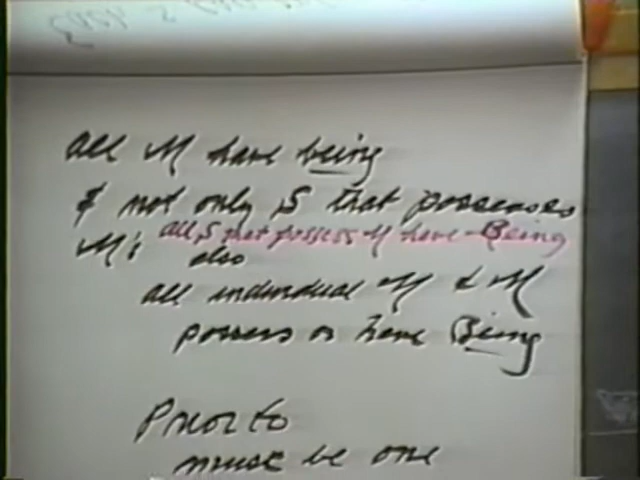 all M have being
& not only S that possesses
M's all S that possess M have Being
also
all individual M & M
possess or have Being
Prior to
must be one